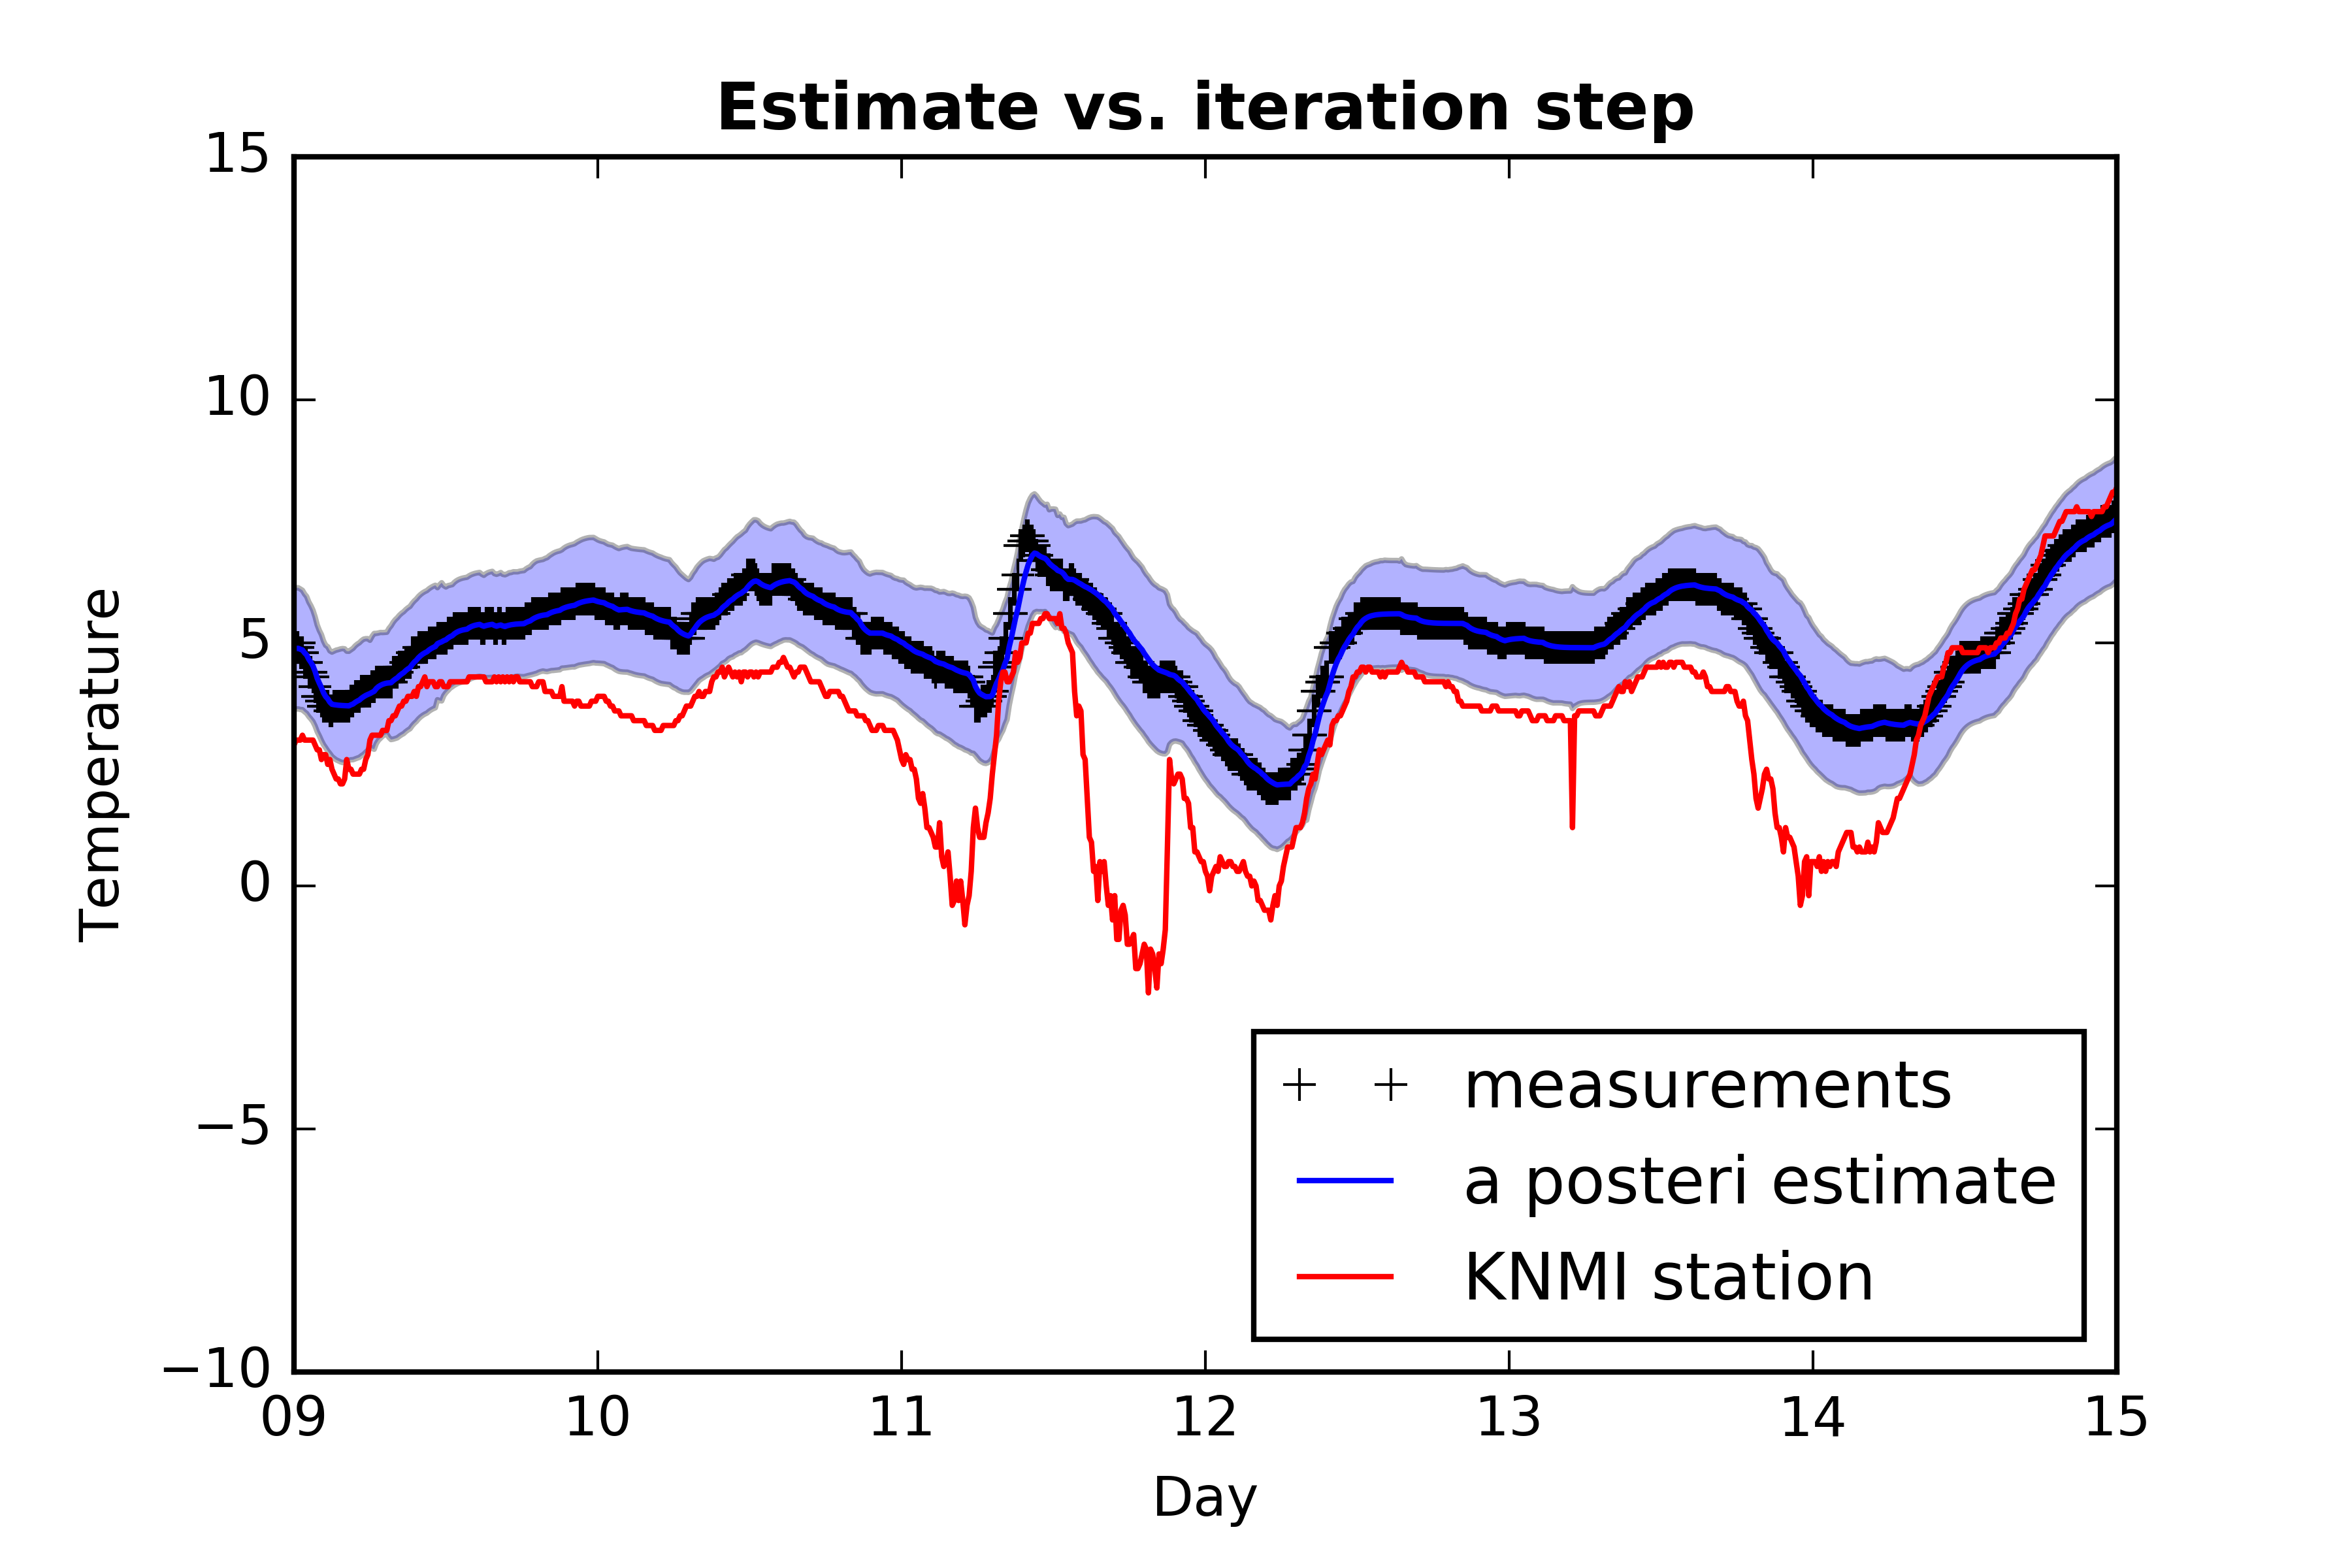 Estimate vs. iteration step
15
10
5
0
−5
−10
Temperature
measurements
a posteri estimate
KNMI station
09 10 11 12 13 14 15
Day